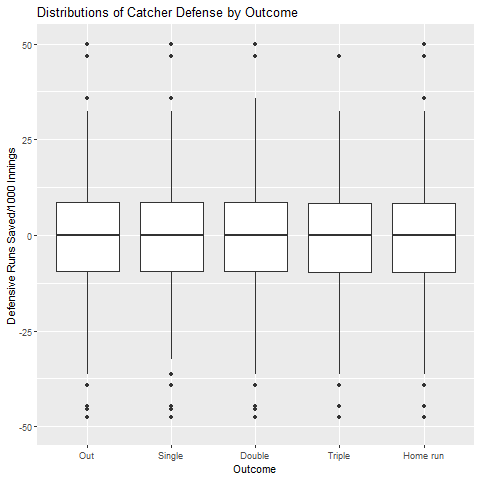 Distributions of Catcher Defense by Outcome
Defensive Runs Saved/1000 Innings
50
25
0
-25
-50
Out Single Double Triple Home run
Outcome